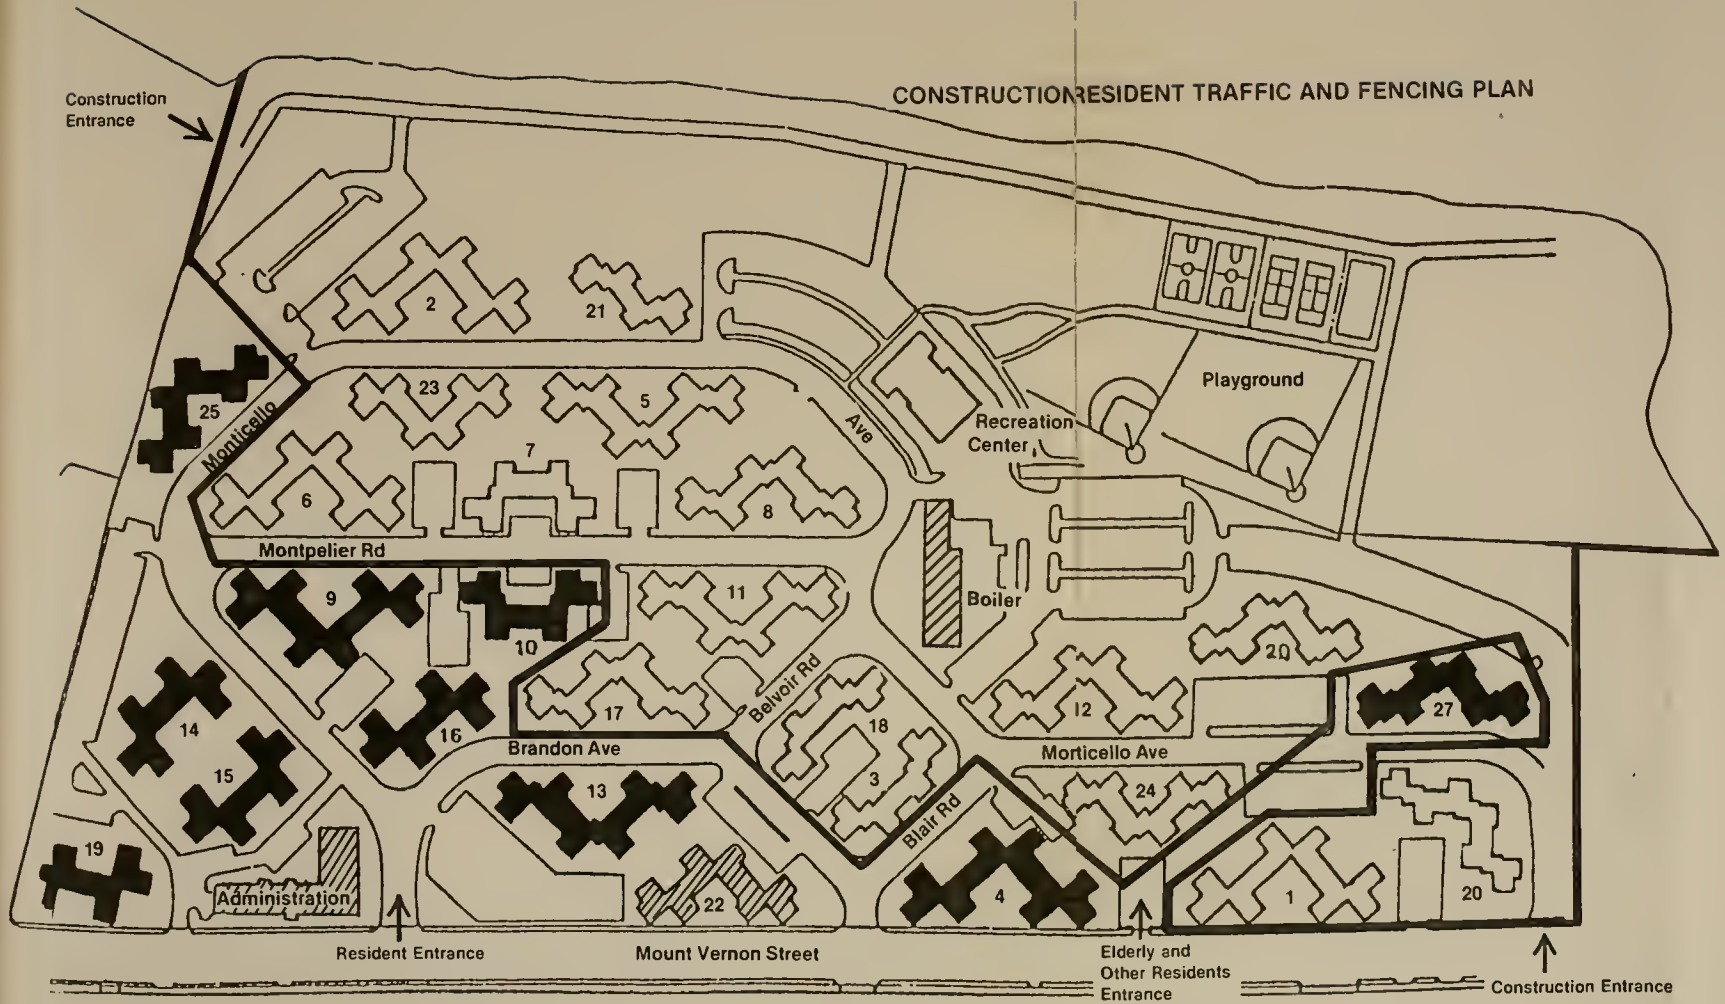 CONSTRUCTIONRESIDENT TRAFFIC AND FENCING PLAN
Construction
Entrance
2
21
Playground
23
5
25
Monticello
Ave
Recreation
Center
7
6
8
Montpelier Rd
9
11
Boiler
10
20
Belvoir Rd
14
17
18
12
27
16
Brandon Ave
Morticello Ave
15
13
3
24
Blair Rd
19
Administration
22
4
1
20
Resident Entrance
Mount Vernon Street
Elderly and
Other Residents
Entrance
Construction Entrance